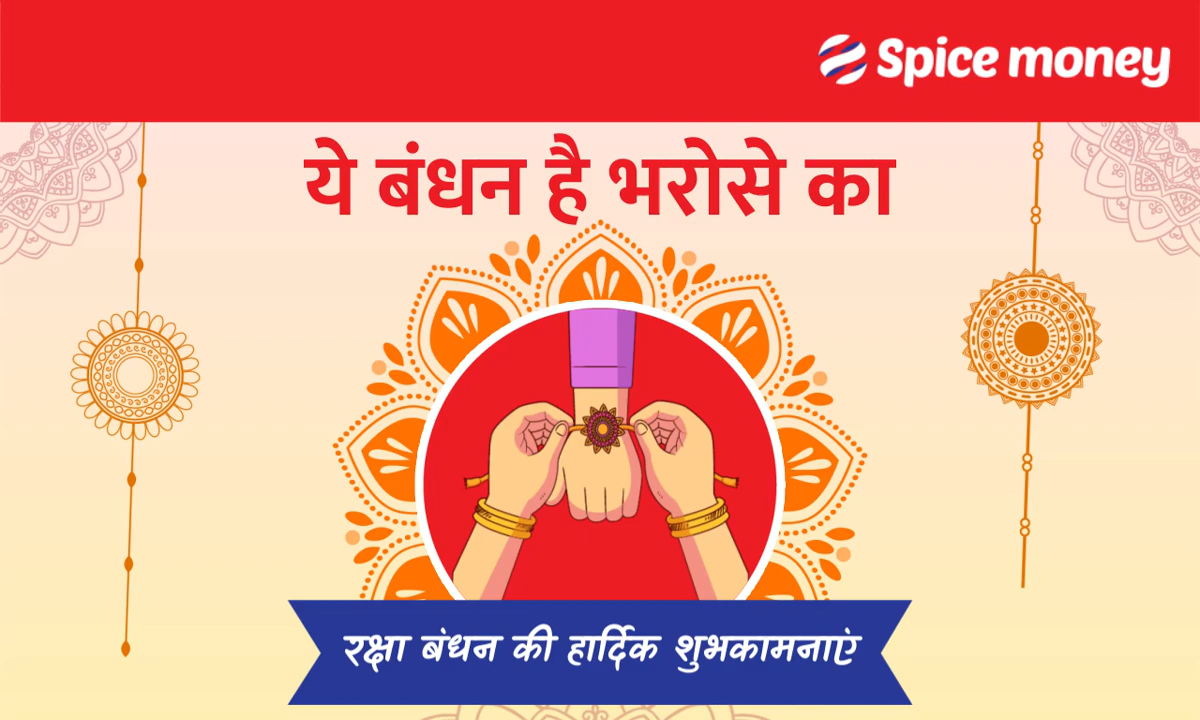 Spice money
ये बंधन है भरोसे का
रक्षा बंधन की हार्दिक शुभकामनाएं